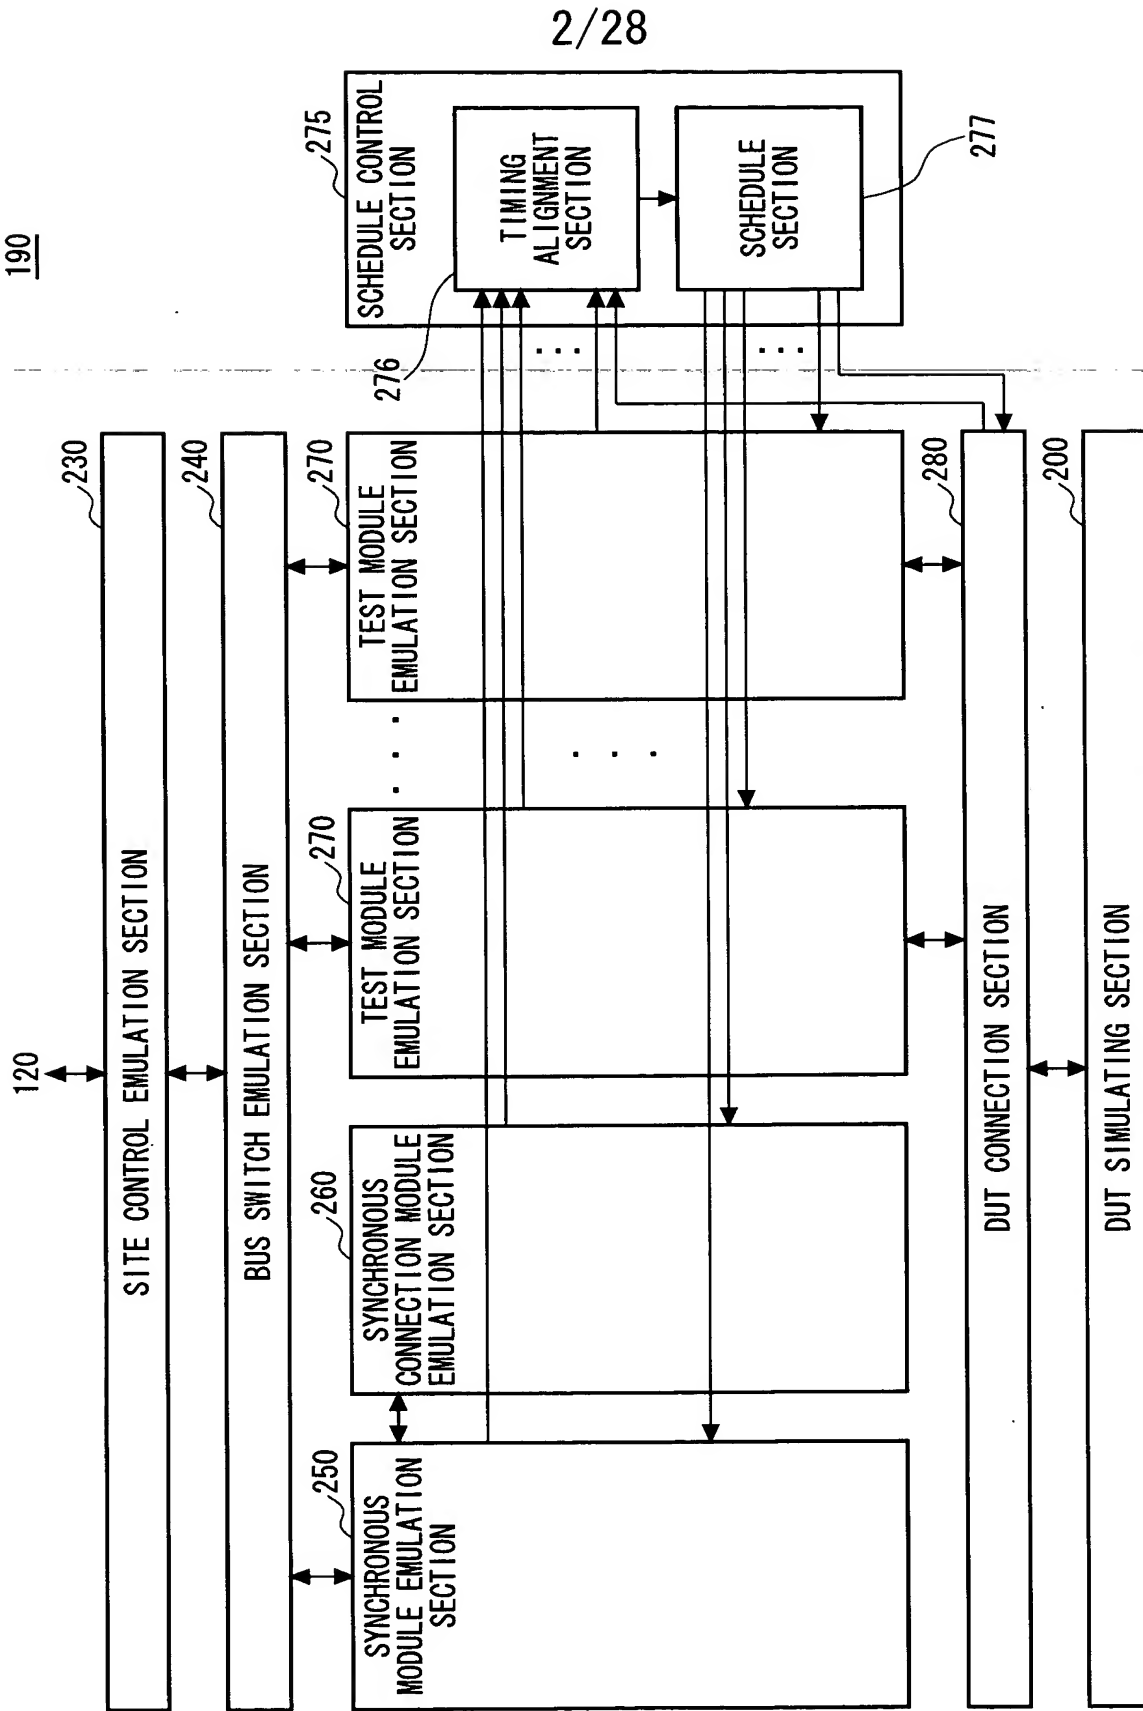 2/28
190
120
SITE CONTROL EMULATION SECTION
230
BUS SWITCH EMULATION SECTION
240
SYNCHRONOUS
MODULE EMULATION
SECTION
250
SYNCHRONOUS
CONNECTION MODULE
EMULATION SECTION
260
TEST MODULE
EMULATION SECTION
270
. . .
. . .
TEST MODULE
EMULATION SECTION
270
SCHEDULE CONTROL
SECTION
275
TIMING
ALIGNMENT
SECTION
276
. . .
SCHEDULE
SECTION
277
. . .
DUT CONNECTION SECTION
280
DUT SIMULATING SECTION
200